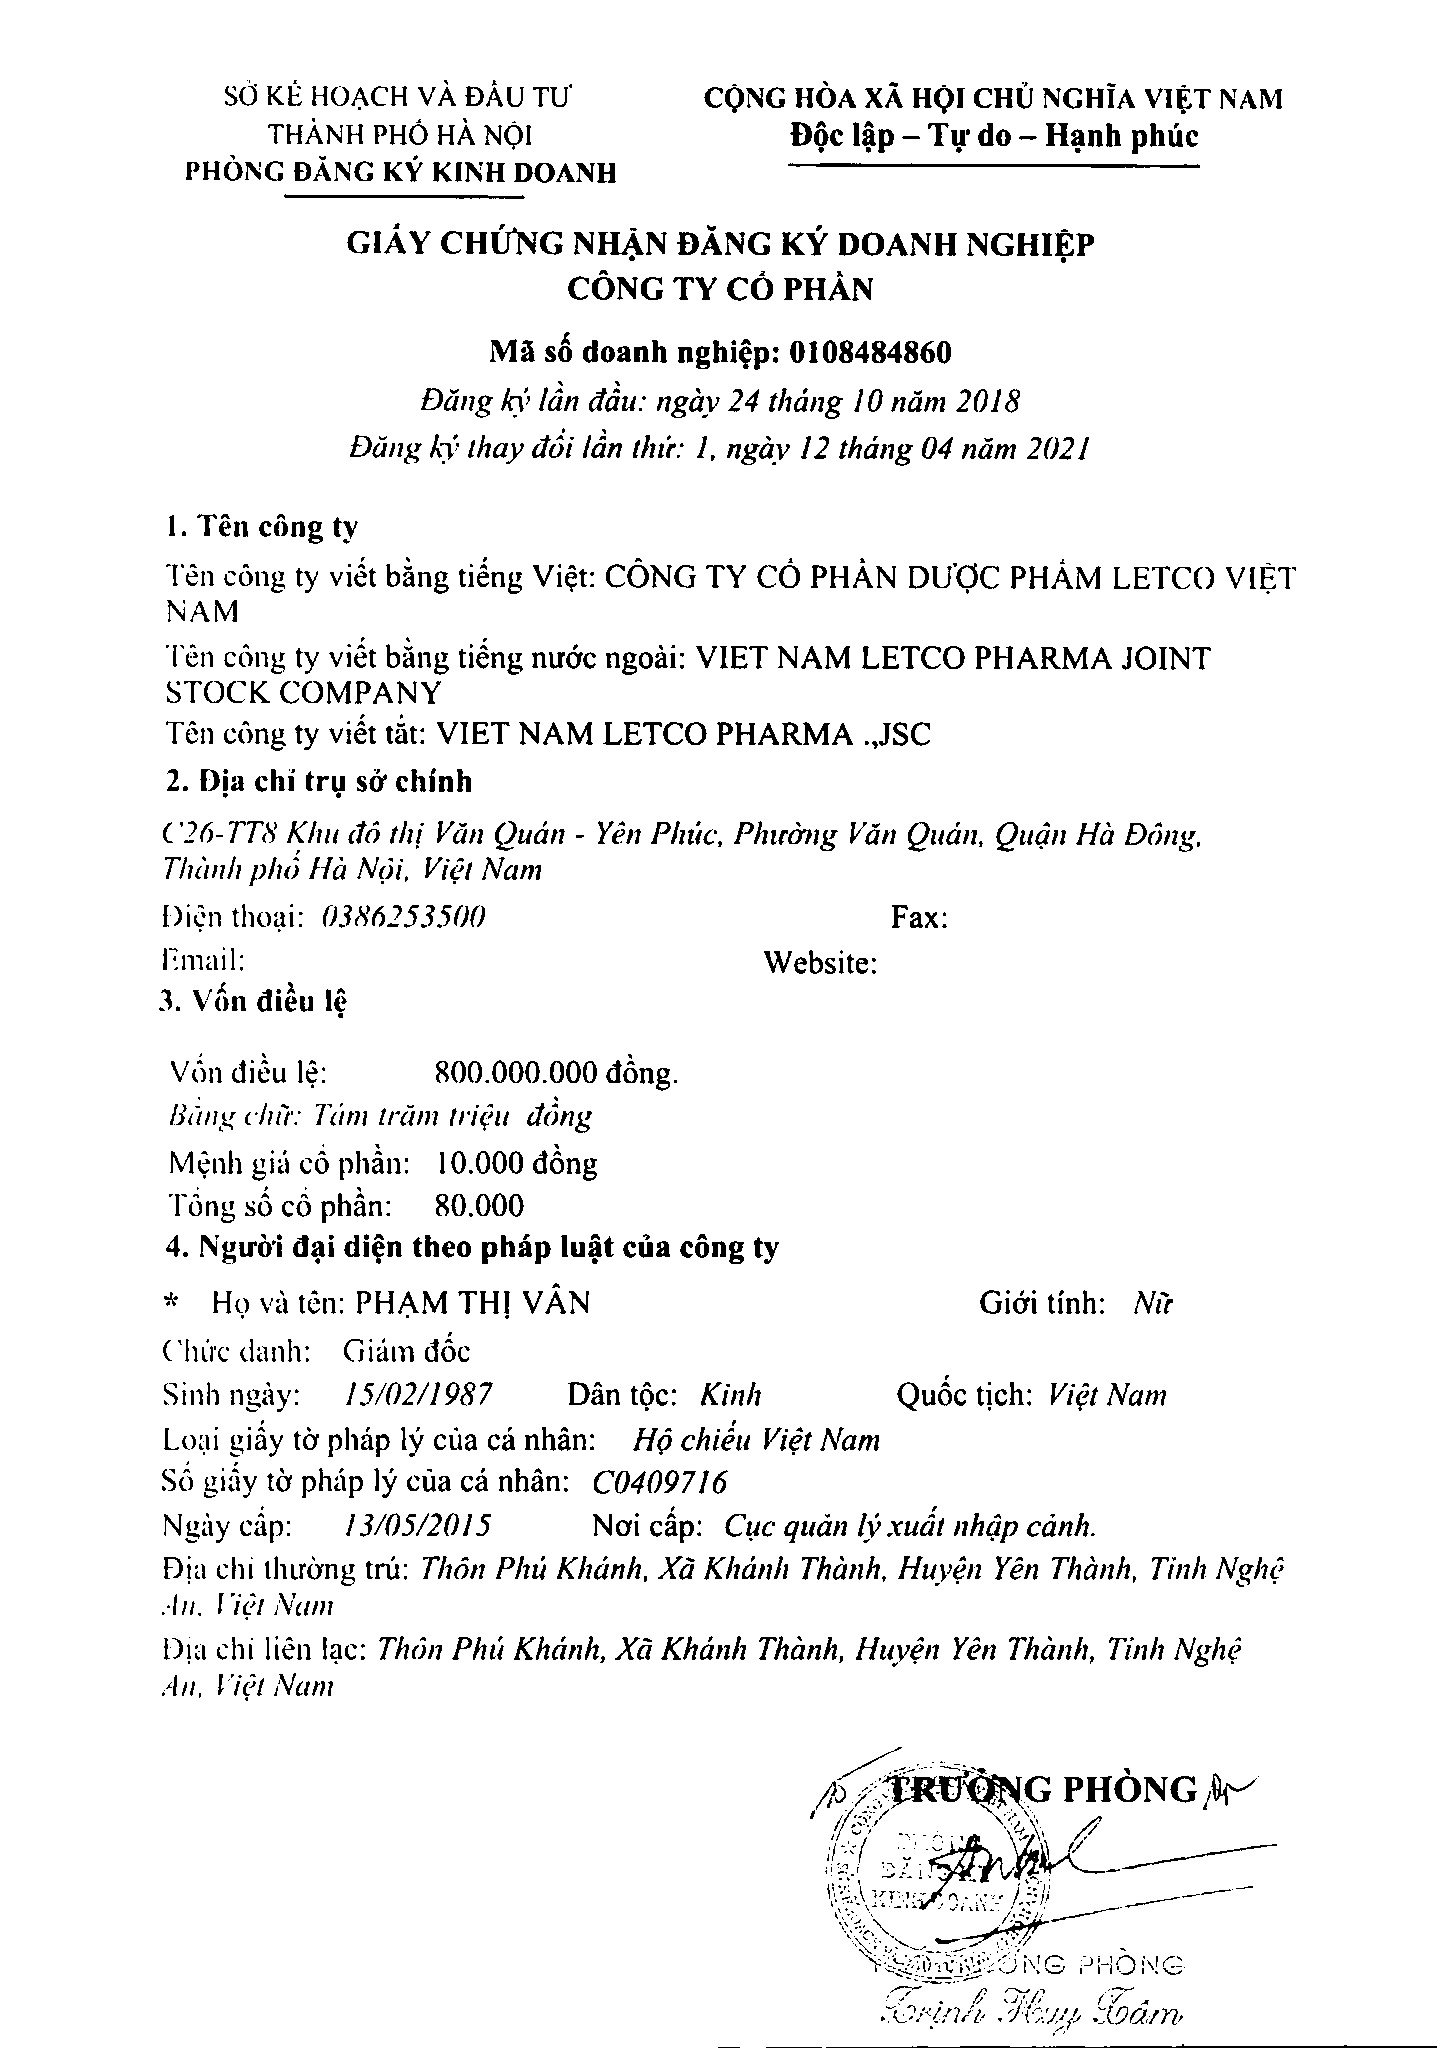 SỞ KẾ HOẠCH VÀ ĐẦU TƯ
THÀNH PHỐ HÀ NỘI
PHÒNG ĐĂNG KÝ KINH DOANH
CỘNG HÒA XÃ HỘI CHỦ NGHĨA VIỆT NAM
Độc lập – Tự do – Hạnh phúc
GIẤY CHỨNG NHẬN ĐĂNG KÝ DOANH NGHIỆP
CÔNG TY CỔ PHẦN
Mã số doanh nghiệp: 0108484860
Đăng ký lần đầu: ngày 24 tháng 10 năm 2018
Đăng ký thay đổi lần thứ: 1, ngày 12 tháng 04 năm 2021
1. Tên công ty
Tên công ty viết bằng tiếng Việt: CÔNG TY CỔ PHẦN DƯỢC PHẨM LETCO VIỆT
NAM
Tên công ty viết bằng tiếng nước ngoài: VIET NAM LETCO PHARMA JOINT
STOCK COMPANY
Tên công ty viết tắt: VIET NAM LETCO PHARMA .,JSC
2. Địa chỉ trụ sở chính
C26-TT8 Khu đô thị Văn Quán - Yên Phúc, Phường Văn Quán, Quận Hà Đông,
Thành phố Hà Nội, Việt Nam
Điện thoại: 0386253500 Fax:
Email: Website:
3. Vốn điều lệ
Vốn điều lệ: 800.000.000 đồng.
Bằng chữ: Tám trăm triệu đồng
Mệnh giá cổ phần: 10.000 đồng
Tổng số cổ phần: 80.000
4. Người đại diện theo pháp luật của công ty
* Họ và tên: PHẠM THỊ VÂN Giới tính: Nữ
Chức danh: Giám đốc
Sinh ngày: 15/02/1987 Dân tộc: Kinh Quốc tịch: Việt Nam
Loại giấy tờ pháp lý của cá nhân: Hộ chiếu Việt Nam
Số giấy tờ pháp lý của cá nhân: C0409716
Ngày cấp: 13/05/2015 Nơi cấp: Cục quản lý xuất nhập cảnh.
Địa chỉ thường trú: Thôn Phú Khánh, Xã Khánh Thành, Huyện Yên Thành, Tỉnh Nghệ
An, Việt Nam
Địa chỉ liên lạc: Thôn Phú Khánh, Xã Khánh Thành, Huyện Yên Thành, Tỉnh Nghệ
An, Việt Nam
TRƯỞNG PHÒNG
PHÒNG
ĐĂNG KÝ
KINH DOANH
PHÒNG
Trịnh Huy Tâm